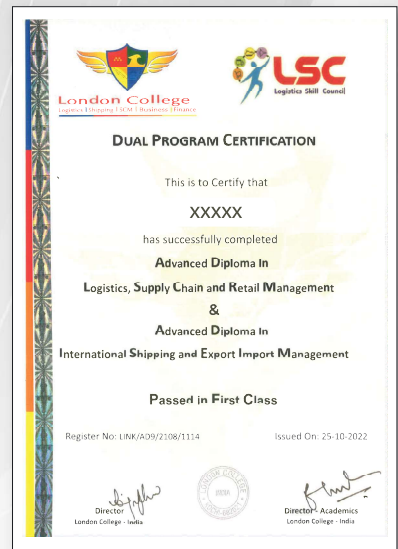 London College
Logistics | Shipping | SCM | Business | Finance
LSC
Logistics Skill Council
DUAL PROGRAM CERTIFICATION
This is to Certify that
XXXXX
has successfully completed
Advanced Diploma In
Logistics, Supply Chain and Retail Management
&
Advanced Diploma In
International Shipping and Export Import Management
Passed in First Class
Register No: LINK/AD9/2108/1114
Issued On: 25-10-2022
INDIA
Director
London College - India
Director - Academics
London College - India